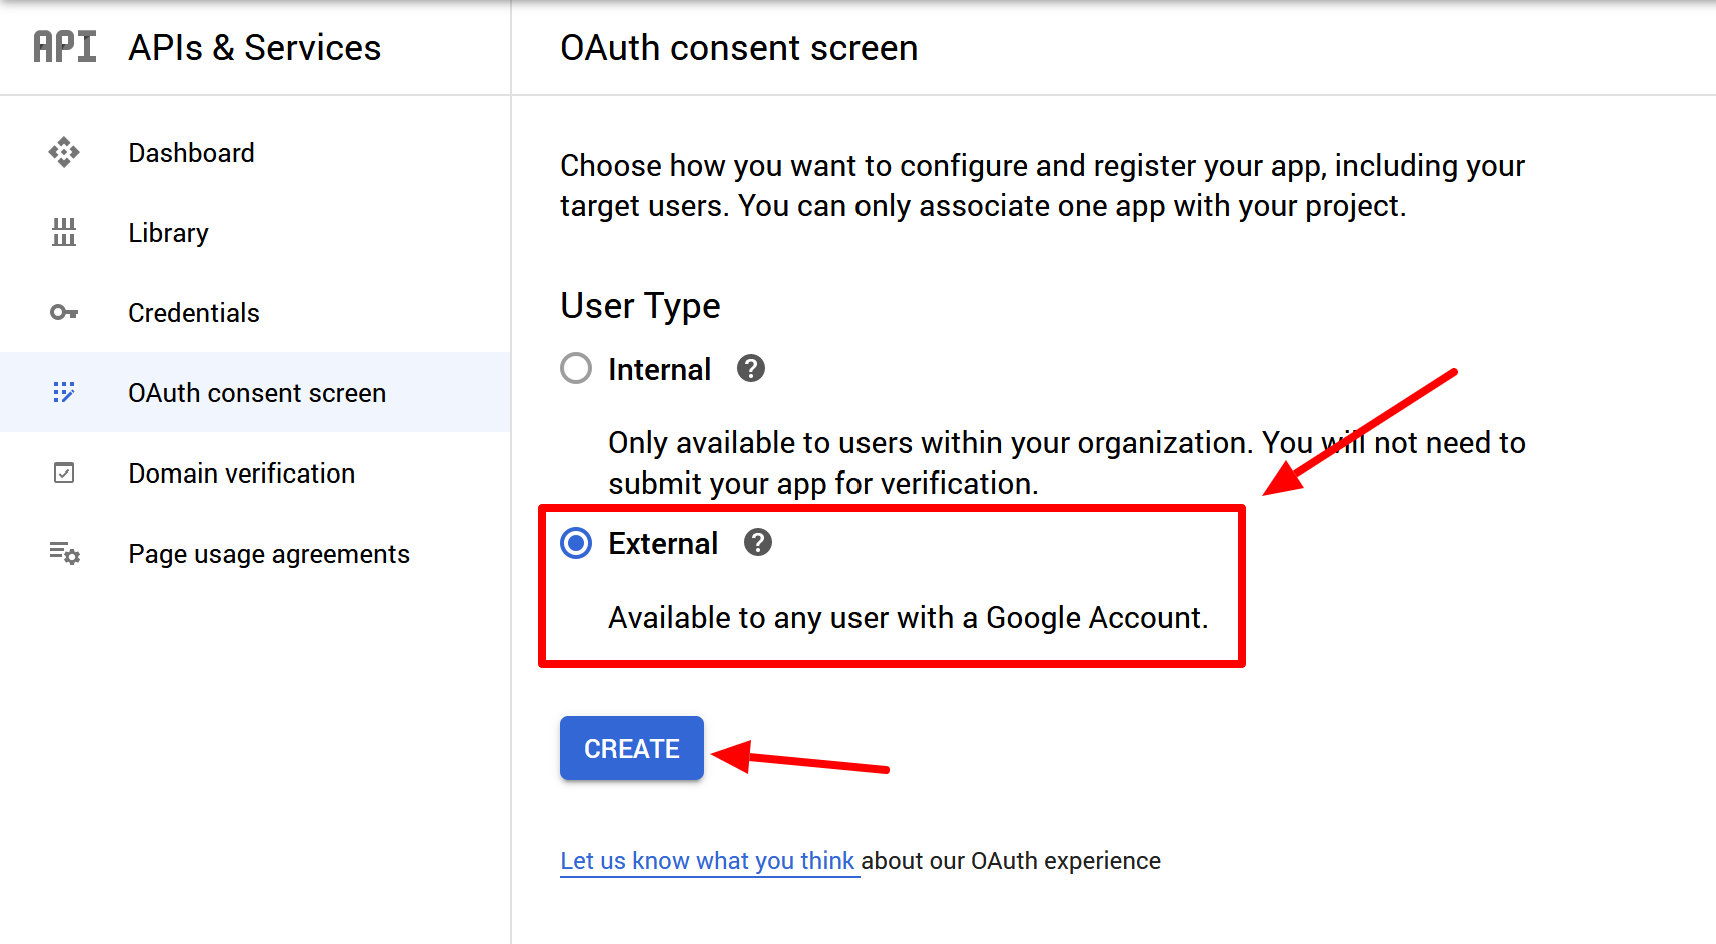 API APIs & Services
OAuth consent screen
Dashboard
Library
Credentials
OAuth consent screen
Domain verification
Page usage agreements
Choose how you want to configure and register your app, including your
target users. You can only associate one app with your project.
User Type
Internal ?
Only available to users within your organization. You will not need to
submit your app for verification.
External ?
Available to any user with a Google Account.
CREATE
Let us know what you think about our OAuth experience